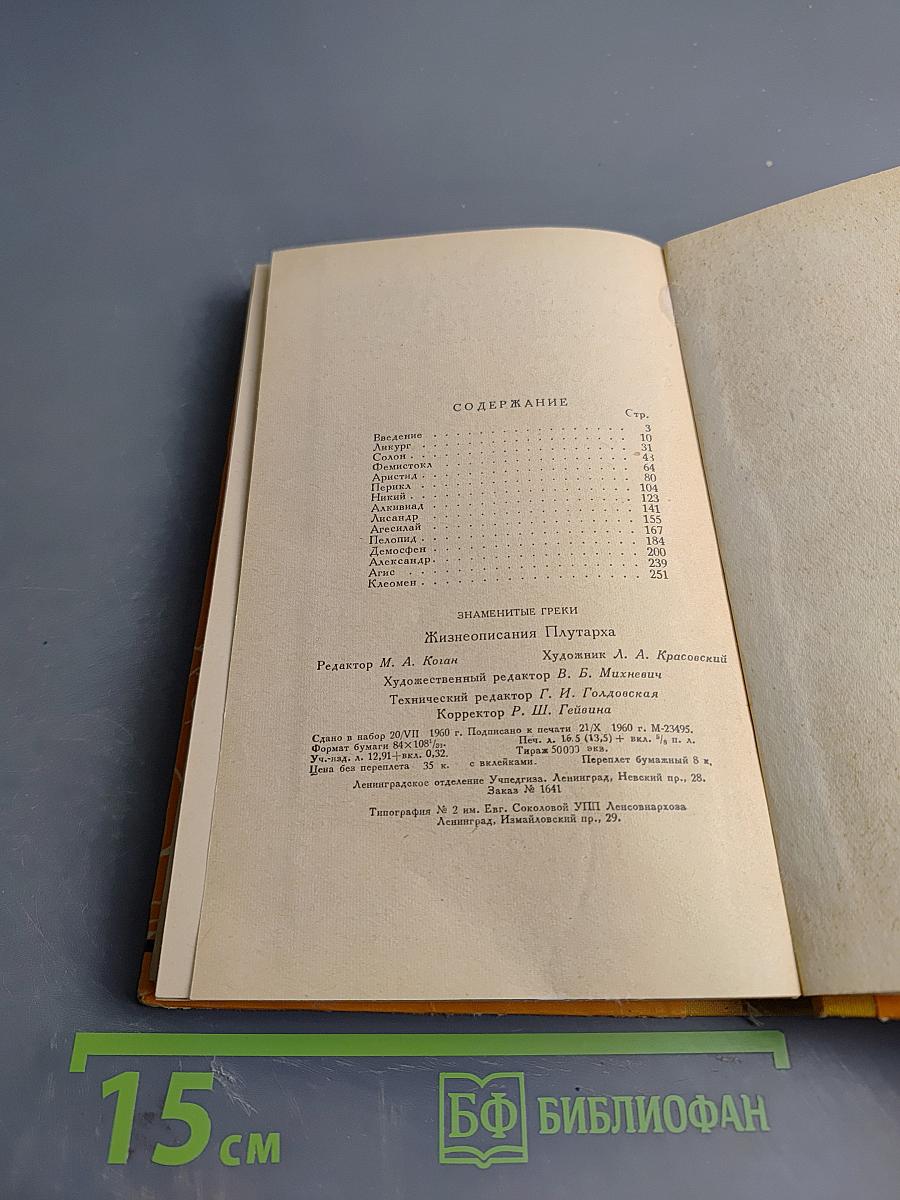 СОДЕРЖАНИЕ
Стр.
Введение . . . . . . . . . . . . . . . . . 3
Ликург . . . . . . . . . . . . . . . . . 10
Солон . . . . . . . . . . . . . . . . . 31
Фемистокл . . . . . . . . . . . . . . . . . 43
Аристид . . . . . . . . . . . . . . . . . 64
Перикл . . . . . . . . . . . . . . . . . 80
Никий . . . . . . . . . . . . . . . . . 104
Алкивиад . . . . . . . . . . . . . . . . . 123
Лисандр . . . . . . . . . . . . . . . . . 141
Агесилай . . . . . . . . . . . . . . . . . 155
Пелопид . . . . . . . . . . . . . . . . . 167
Демосфен . . . . . . . . . . . . . . . . . 184
Александр . . . . . . . . . . . . . . . . . 200
Агис . . . . . . . . . . . . . . . . . 239
Клеомен . . . . . . . . . . . . . . . . . 251
ЗНАМЕНИТЫЕ ГРЕКИ
Жизнеописания Плутарха
Редактор М. А. Коган Художник Л. А. Красовский
Художественный редактор В. Б. Михневич
Технический редактор Г. И. Голдовская
Корректор Р. Ш. Гейвина
Сдано в набор 20/VII 1960 г. Подписано к печати 21/X 1960 г. М-23495.
Формат бумаги 84×108¹/₃₂. Печ. л. 16.5 (13,5) + вкл. ⁵/₈ п. л.
Уч.-изд. л. 12,91+вкл. 0,32. Тираж 50000 экв.
Цена без переплета 35 к. с вклейками. Переплет бумажный 8 к.
Ленинградское отделение Учпедгиза. Ленинград, Невский пр., 28.
Заказ № 1641
Типография № 2 им. Евг. Соколовой УПП Ленсовнархоза
Ленинград, Измайловский пр., 29.
15 см
БФ БИБЛИОФАН